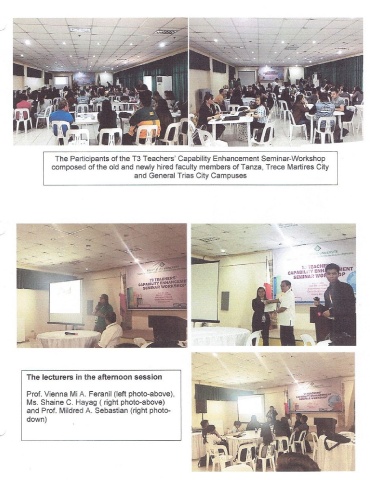 The Participants of the T3 Teachers' Capability Enhancement Seminar-Workshop
composed of the old and newly hired faculty members of Tanza, Trece Martires City
and General Trias City Campuses
T3 TEACHERS'
CAPABILITY ENHANCEMENT
SEMINAR WORKSHOP
T3 TEACHERS'
CAPABILITY ENHANCEMENT
SEMINAR WORKSHOP
The lecturers in the afternoon session
Prof. Vienna Mi A. Feranil (left photo-above),
Ms. Shaine C. Hayag ( right photo-above)
and Prof. Mildred A. Sebastian (right photo-
down)